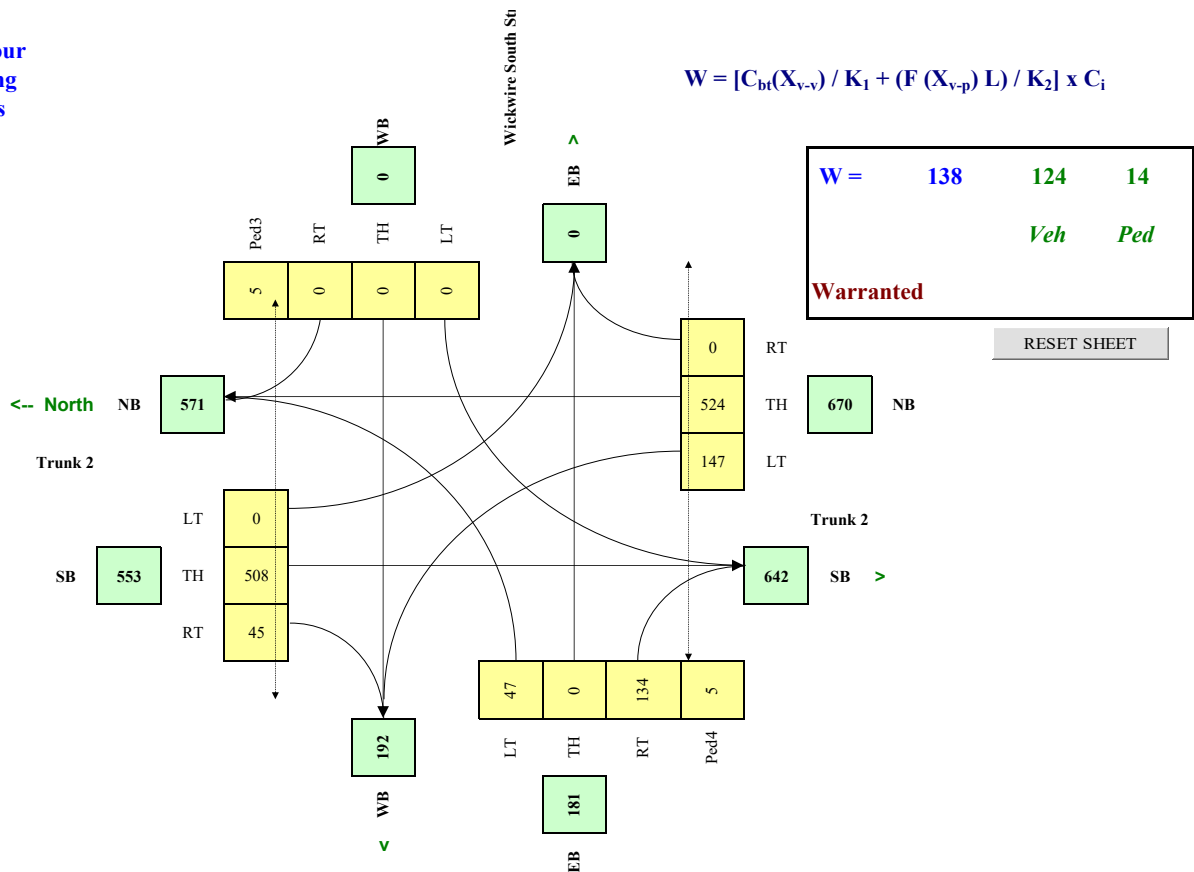 Wickwire South
W = [Cbt(Xv-v) / K1 + (F (Xv-p) L) / K2] x Ci
WB
0
^
EB
0
W = 138 124 14
Veh Ped
Warranted
RESET SHEET
Ped3 RT TH LT
5 0 0 0
0 RT
524 TH
147 LT
670 NB
<-- North NB 571
Trunk 2
LT 0
TH 508
RT 45
SB 553
Trunk 2
642 SB >
47 0 134 5
LT TH RT Ped4
192
WB
v
181
EB